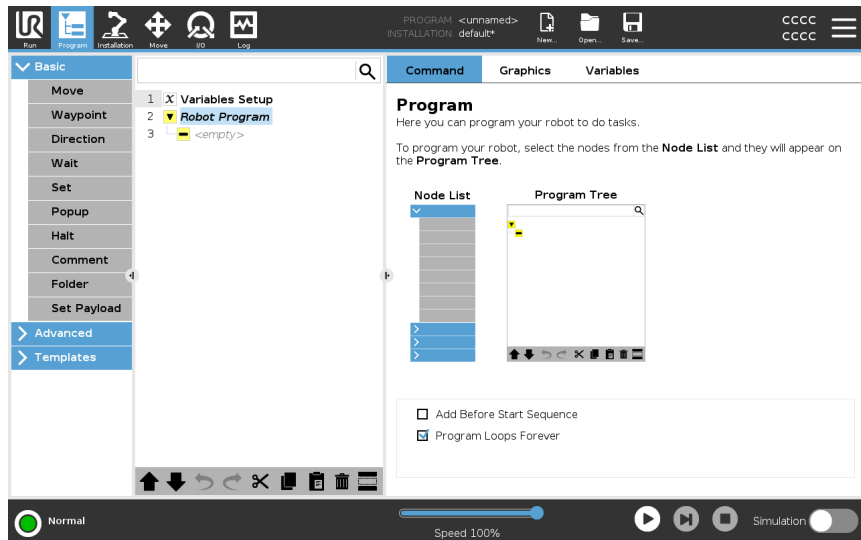 UR
Run
Program
Installation
Move
I/O
Log
PROGRAM <unnamed>
INSTALLATION default*
New...
Open...
Save...
CCCC
CCCC
Basic
Move
Waypoint
Direction
Wait
Set
Popup
Halt
Comment
Folder
Set Payload
Advanced
Templates
1 X Variables Setup
2 Robot Program
3 <empty>
Command Graphics Variables
Program
Here you can program your robot to do tasks.
To program your robot, select the nodes from the Node List and they will appear on
the Program Tree.
Node List Program Tree
Add Before Start Sequence
Program Loops Forever
Normal
Speed 100%
Simulation